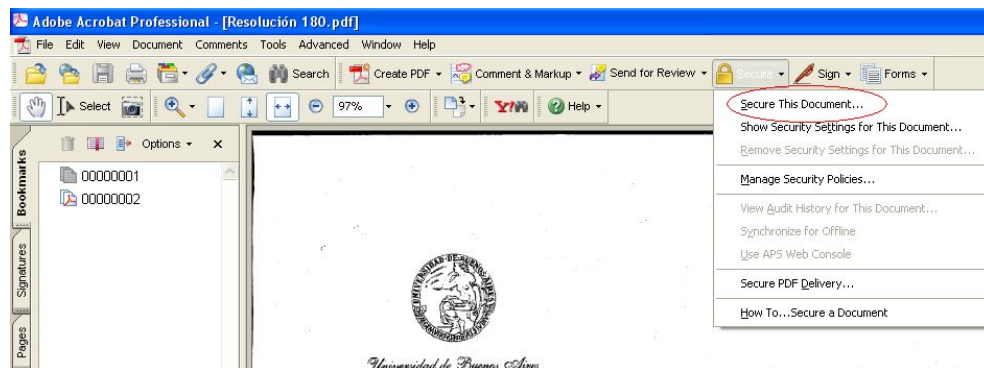 Adobe Acrobat Professional - [Resolución 180.pdf]
File Edit View Document Comments Tools Advanced Window Help
Search Create PDF Comment & Markup Send for Review Secure Sign Forms
Select 97% Y! Help
Secure This Document...
Show Security Settings for This Document...
Remove Security Settings for This Document...
Manage Security Policies...
View Audit History for This Document...
Synchronize for Offline
Use APS Web Console
Secure PDF Delivery...
How To...Secure a Document
Options x
Bookmarks
00000001
00000002
Signatures
Pages
Universidad de Buenos Aires